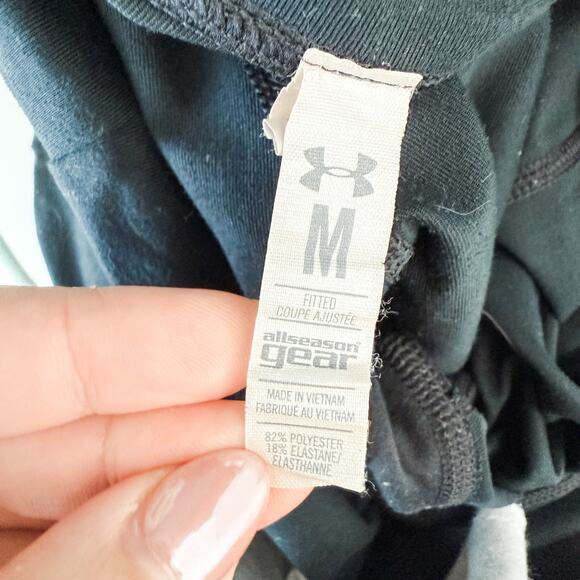 M
FITTED
COUPE AJUSTÉE
allseason
gear
MADE IN VIETNAM
FABRIQUÉ AU VIETNAM
82% POLYESTER
18% ELASTANE/
ELASTHANNE